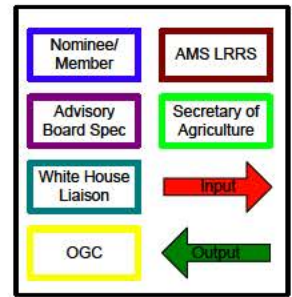 Nominee/
Member
AMS LRRS
Advisory
Board Spec
Secretary of
Agriculture
White House
Liaison
Input
OGC
Output